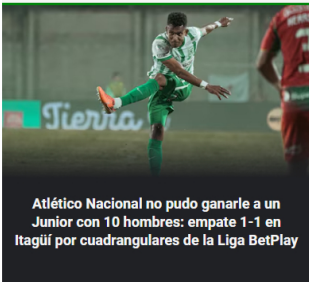 Tierra
Atlético Nacional no pudo ganarle a un
Junior con 10 hombres: empate 1-1 en
Itagüí por cuadrangulares de la Liga BetPlay